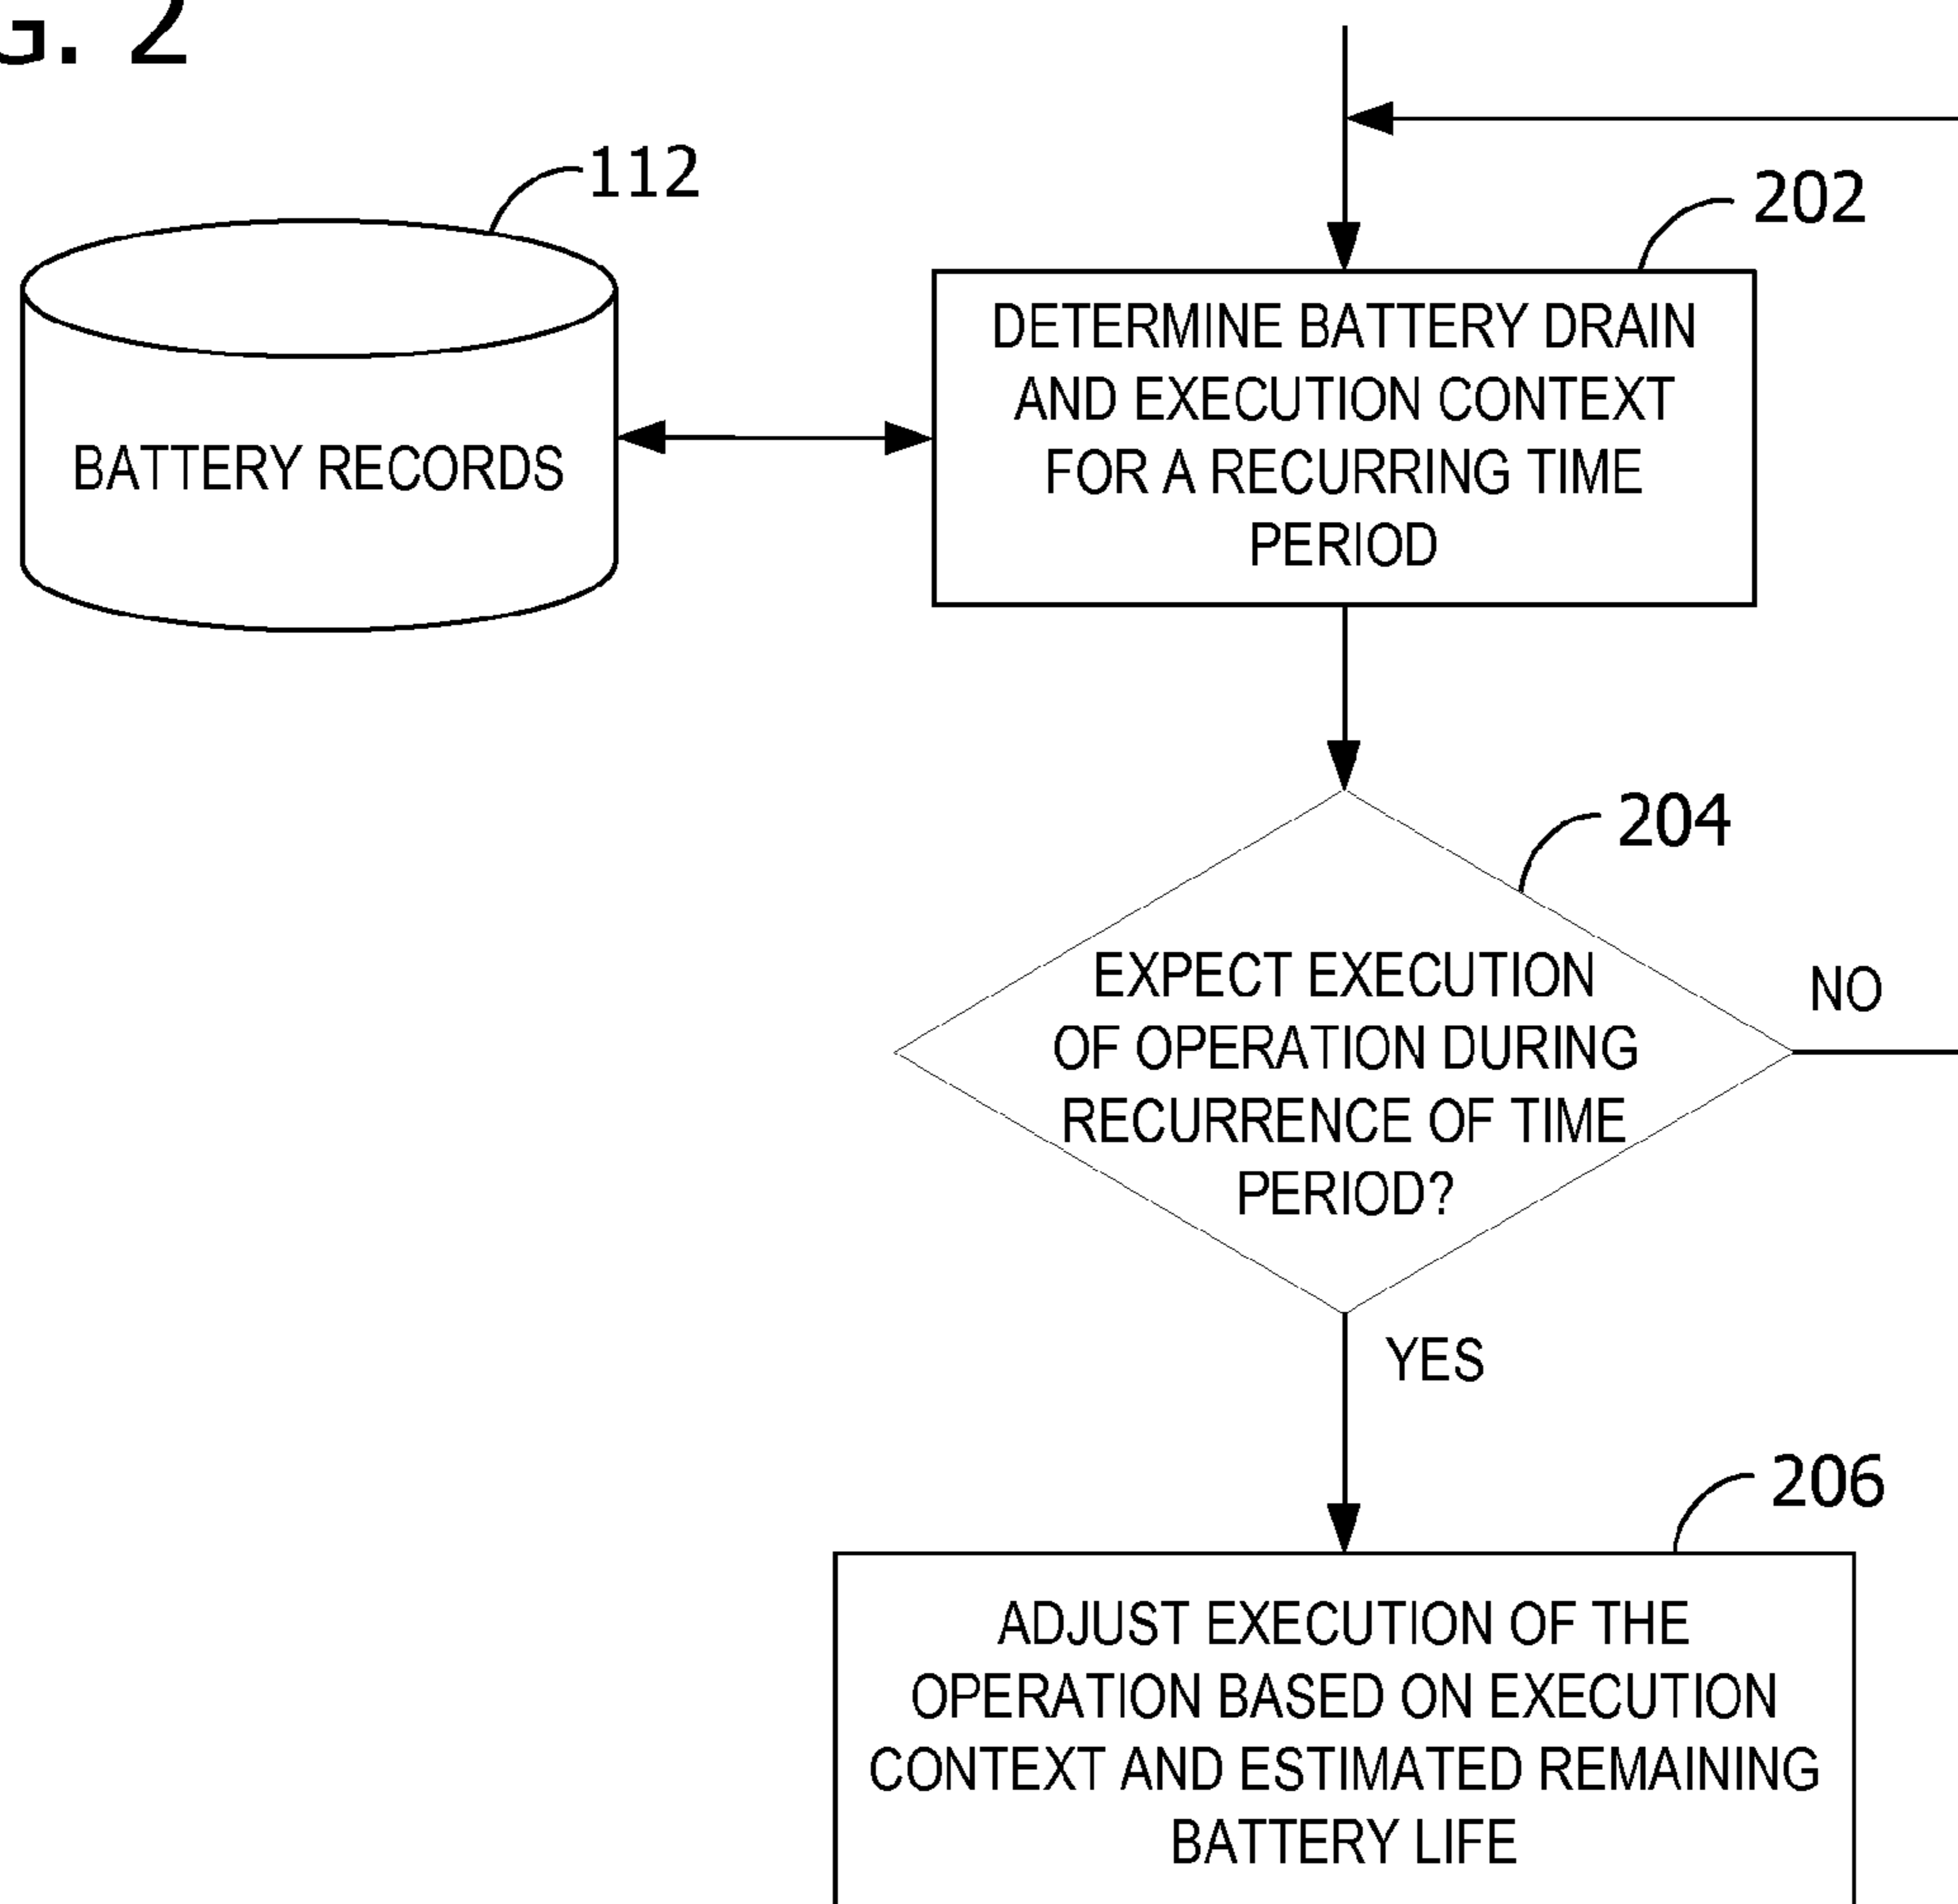 G. 2
112
202
DETERMINE BATTERY DRAIN
AND EXECUTION CONTEXT
FOR A RECURRING TIME
PERIOD
BATTERY RECORDS
204
EXPECT EXECUTION
OF OPERATION DURING
RECURRENCE OF TIME
PERIOD?
NO
YES
206
ADJUST EXECUTION OF THE
OPERATION BASED ON EXECUTION
CONTEXT AND ESTIMATED REMAINING
BATTERY LIFE